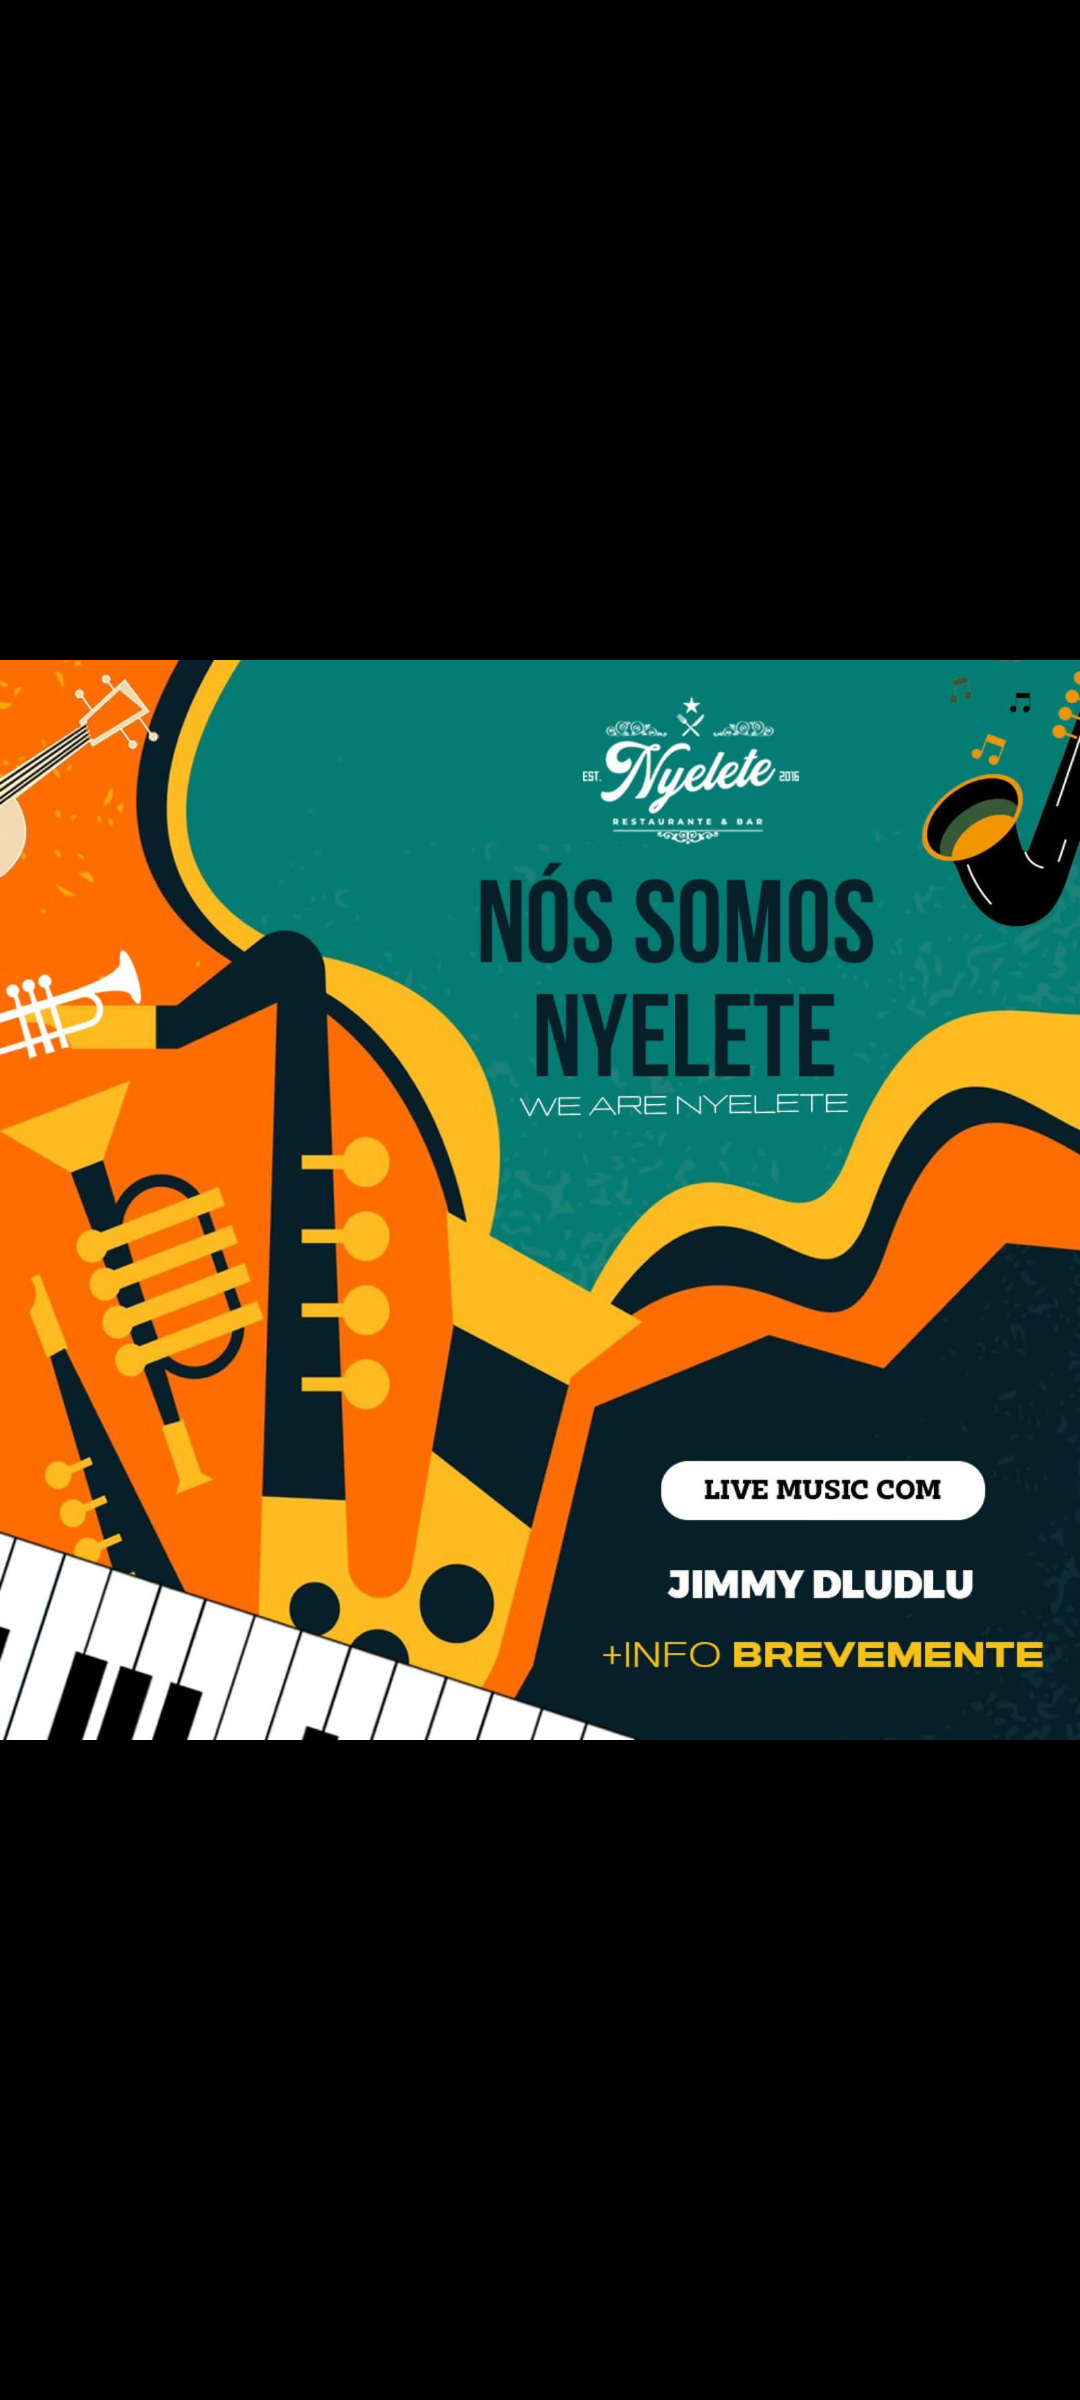 EST. Nyelete 2016
RESTAURANTE & BAR
NÓS SOMOS
NYELETE
WE ARE NYELETE
LIVE MUSIC COM
JIMMY DLUDLU
+INFO BREVEMENTE